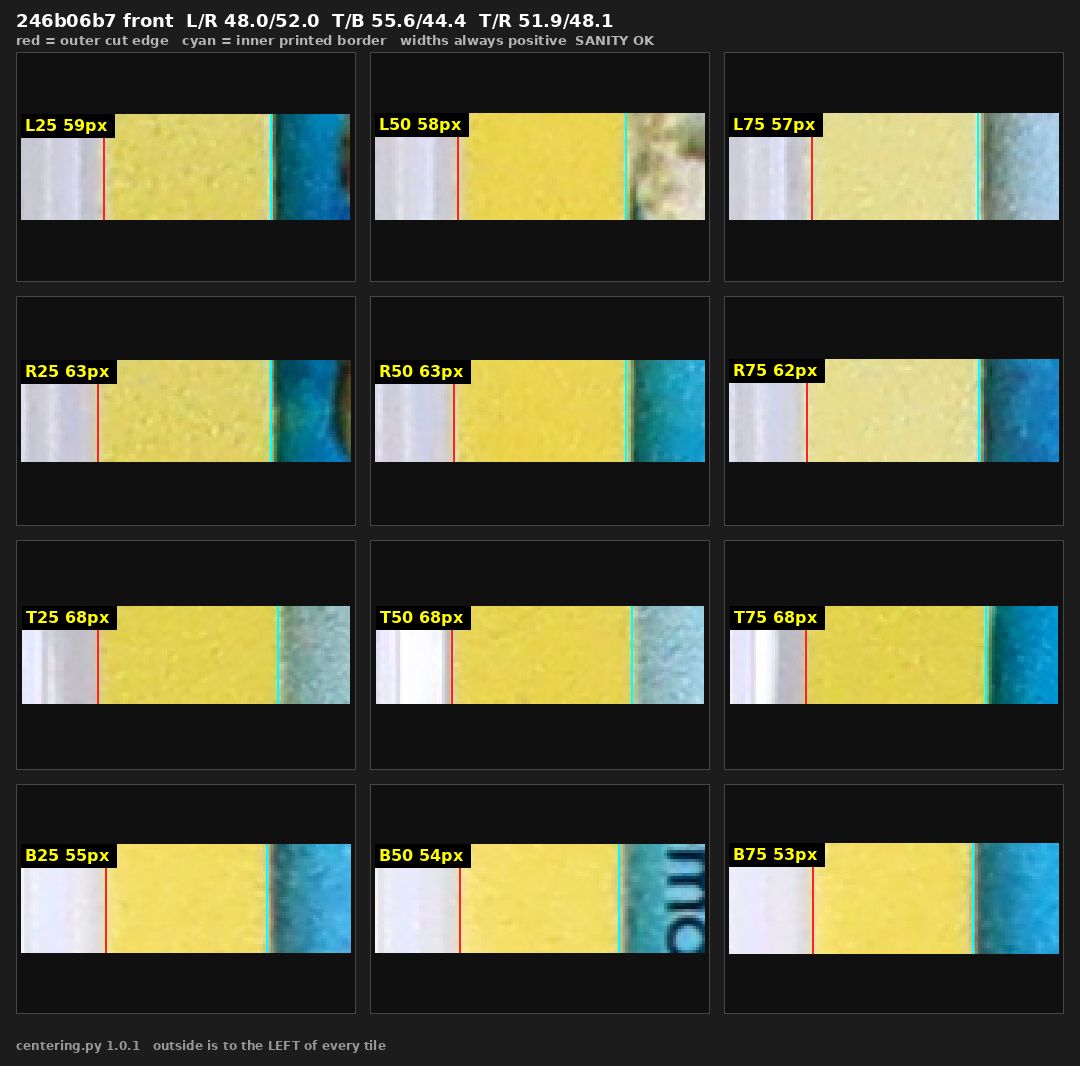 246b06b7 front  L/R 48.0/52.0  T/B 55.6/44.4  T/R 51.9/48.1
red = outer cut edge   cyan = inner printed border   widths always positive  SANITY OK
L25 59px
L50 58px
L75 57px
R25 63px
R50 63px
R75 62px
T25 68px
T50 68px
T75 68px
B25 55px
B50 54px
B75 53px
centering.py 1.0.1   outside is to the LEFT of every tile